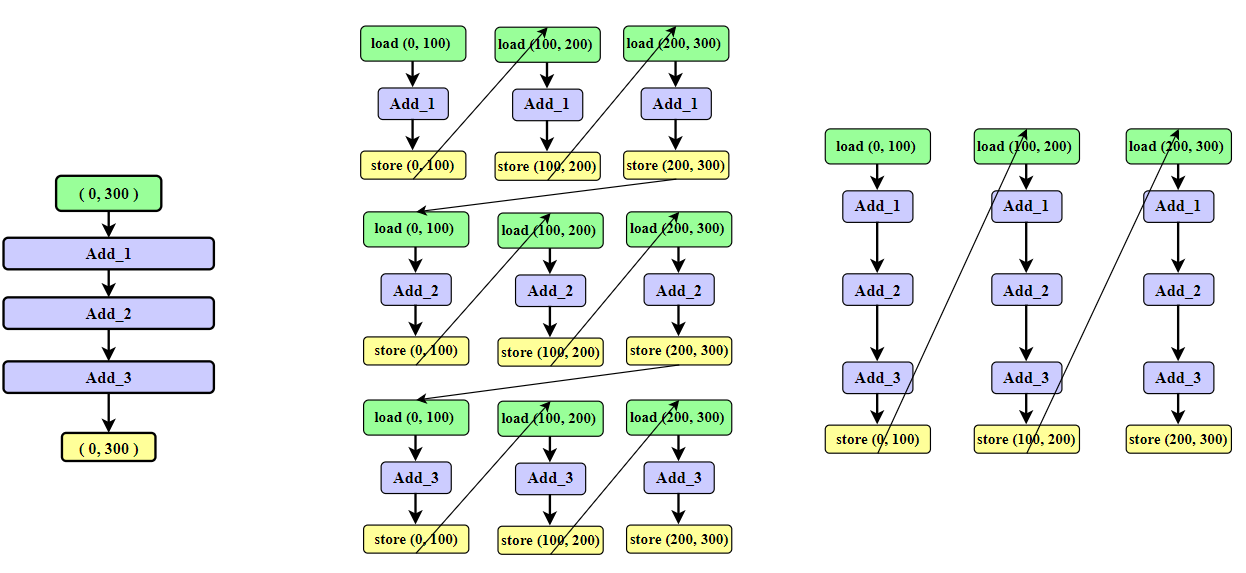 ( 0, 300 )
Add_1
Add_2
Add_3
( 0, 300 )
load (0, 100)
load (100, 200)
load (200, 300)
Add_1
Add_1
Add_1
store (0, 100)
store (100, 200)
store (200, 300)
load (0, 100)
load (100, 200)
load (200, 300)
Add_2
Add_2
Add_2
store (0, 100)
store (100, 200)
store (200, 300)
load (0, 100)
load (100, 200)
load (200, 300)
Add_3
Add_3
Add_3
store (0, 100)
store (100, 200)
store (200, 300)
load (0, 100)
load (100, 200)
load (200, 300)
Add_1
Add_1
Add_1
Add_2
Add_2
Add_2
Add_3
Add_3
Add_3
store (0, 100)
store (100, 200)
store (200, 300)